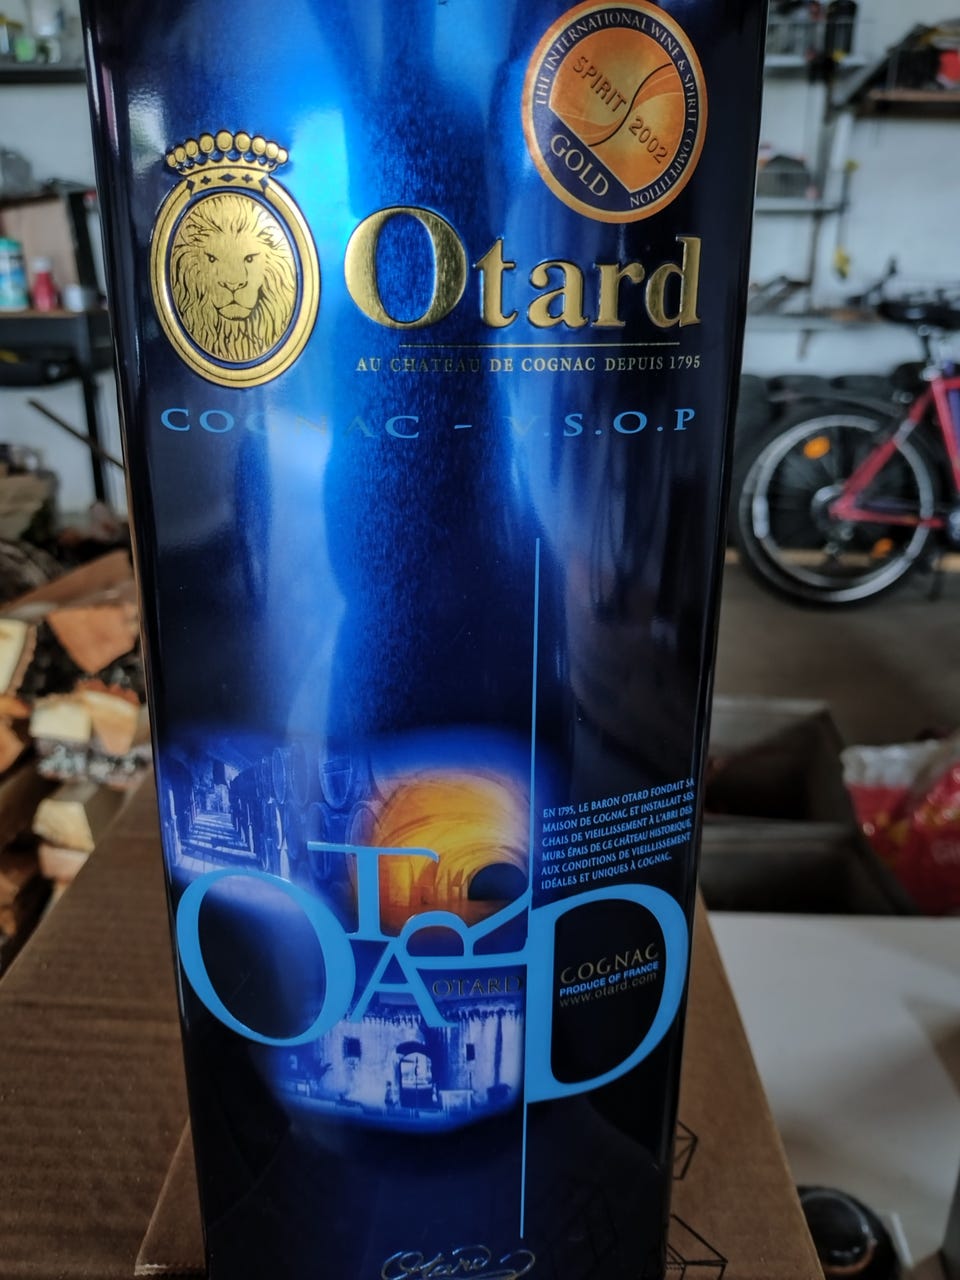 THE INTERNATIONAL WINE & SPIRIT COMPETITION
SPIRIT
2002
GOLD
Otard
AU CHATEAU DE COGNAC DEPUIS 1795
COGNAC - V.S.O.P
EN 1795, LE BARON OTARD FONDAIT SA
MAISON DE COGNAC ET INSTALLAIT SES
CHAIS DE VIEILLISSEMENT À L'ABRI DES
MURS ÉPAIS DE CE CHÂTEAU HISTORIQUE
AUX CONDITIONS DE VIEILLISSEMENT
IDÉALES ET UNIQUES À COGNAC.
OTARD
OTARD
COGNAC
PRODUCE OF FRANCE
www.otard.com
Otard